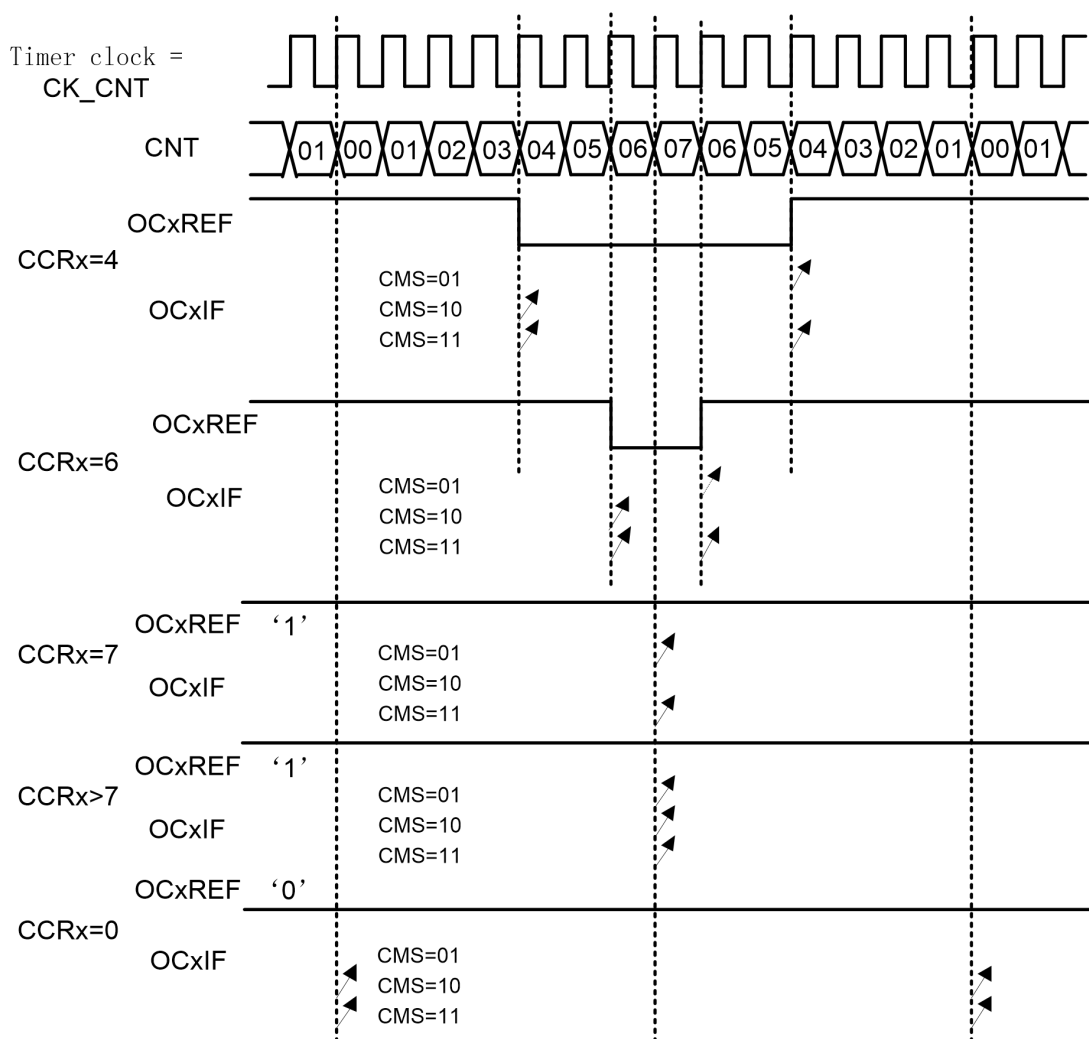 Timer clock =
CK_CNT
CNT 01 00 01 02 03 04 05 06 07 06 05 04 03 02 01 00 01
OCxREF
CCRx=4
OCxIF
CMS=01
CMS=10
CMS=11
OCxREF
CCRx=6
OCxIF
CMS=01
CMS=10
CMS=11
OCxREF ‘1’
CCRx=7
OCxIF
CMS=01
CMS=10
CMS=11
OCxREF ‘1’
CCRx>7
OCxIF
CMS=01
CMS=10
CMS=11
OCxREF ‘0’
CCRx=0
OCxIF
CMS=01
CMS=10
CMS=11